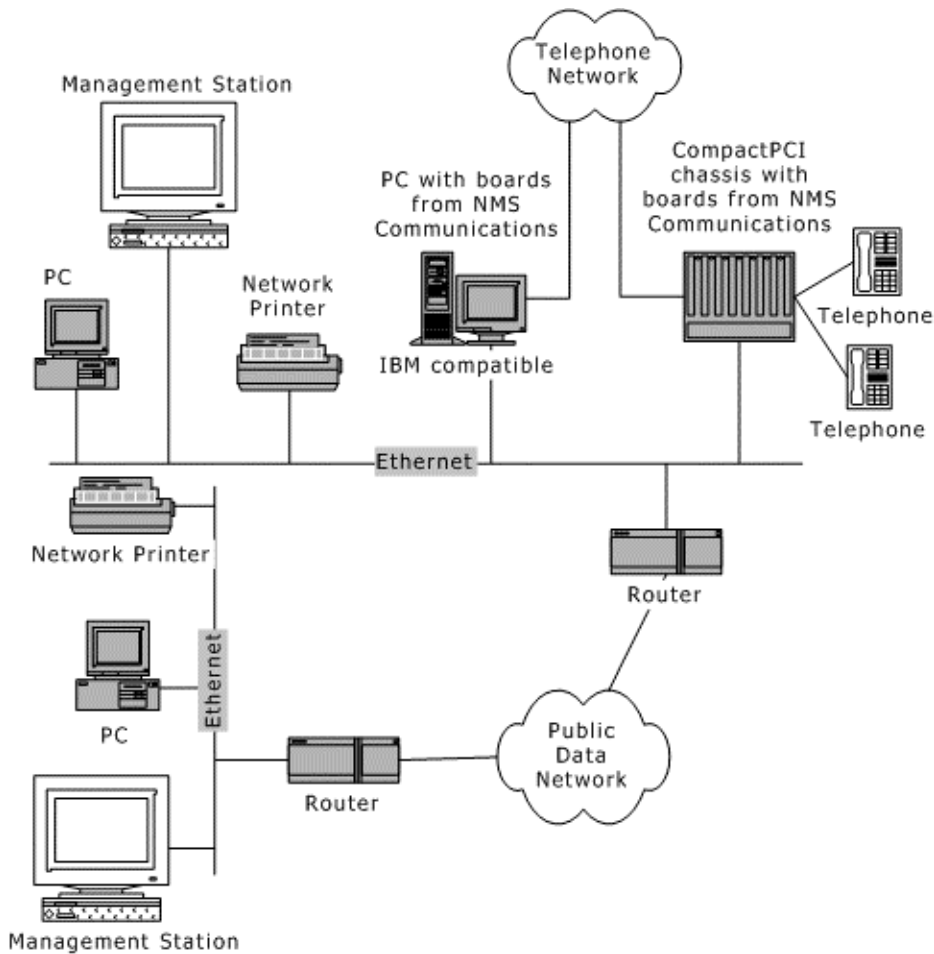 Telephone
Network
Management Station
CompactPCI
chassis with
boards from NMS
Communications
PC with boards
from NMS
Communications
PC
Network
Printer
Telephone
IBM compatible
Telephone
Ethernet
Network Printer
Router
Ethernet
PC
Public
Data
Network
Router
Management Station